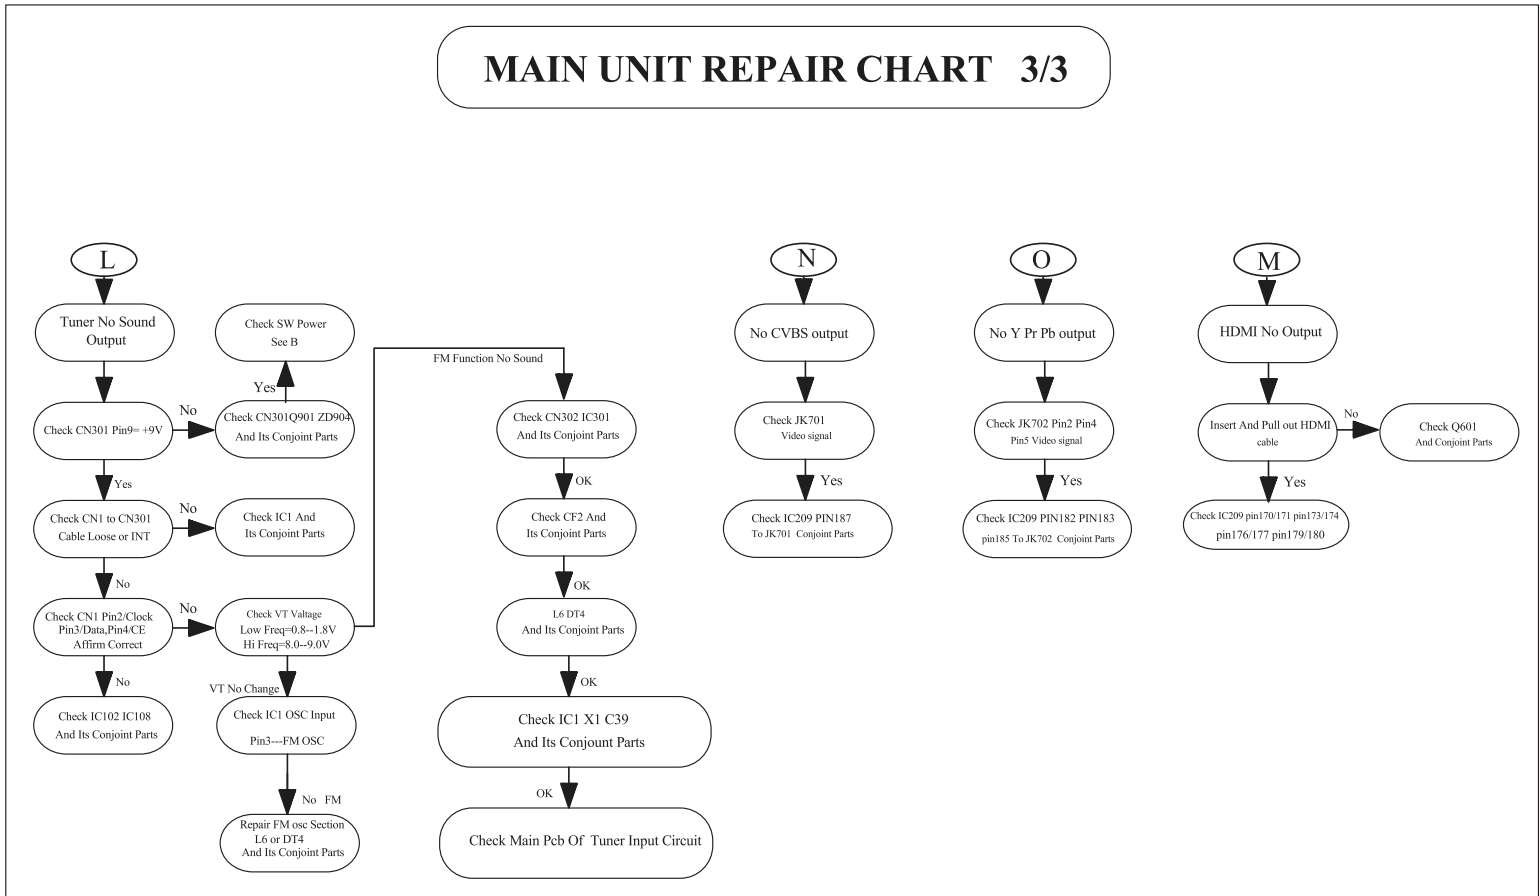 MAIN UNIT REPAIR CHART 3/3
L
Tuner No Sound
Output
Check CN301 Pin9= +9V
No
Check CN301Q901 ZD904
And Its Conjoint Parts
Yes
Check SW Power
See B
Yes
Check CN1 to CN301
Cable Loose or INT
No
Check IC1 And
Its Conjoint Parts
No
Check CN1 Pin2/Clock
Pin3/Data,Pin4/CE
Affirm Correct
No
Check VT Valtage
Low Freq=0.8--1.8V
Hi Freq=8.0--9.0V
No
Check IC102 IC108
And Its Conjoint Parts
VT No Change
Check IC1 OSC Input
Pin3---FM OSC
No FM
Repair FM osc Section
L6 or DT4
And Its Conjoint Parts
FM Function No Sound
Check CN302 IC301
And Its Conjoint Parts
OK
Check CF2 And
Its Conjoint Parts
OK
L6 DT4
And Its Conjoint Parts
OK
Check IC1 X1 C39
And Its Conjount Parts
OK
Check Main Pcb Of Tuner Input Circuit
N
No CVBS output
Check JK701
Video signal
Yes
Check IC209 PIN187
To JK701 Conjoint Parts
O
No Y Pr Pb output
Check JK702 Pin2 Pin4
Pin5 Video signal
Yes
Check IC209 PIN182 PIN183
pin185 To JK702 Conjoint Parts
M
HDMI No Output
Insert And Pull out HDMI
cable
No
Check Q601
And Conjoint Parts
Yes
Check IC209 pin170/171 pin173/174
pin176/177 pin179/180